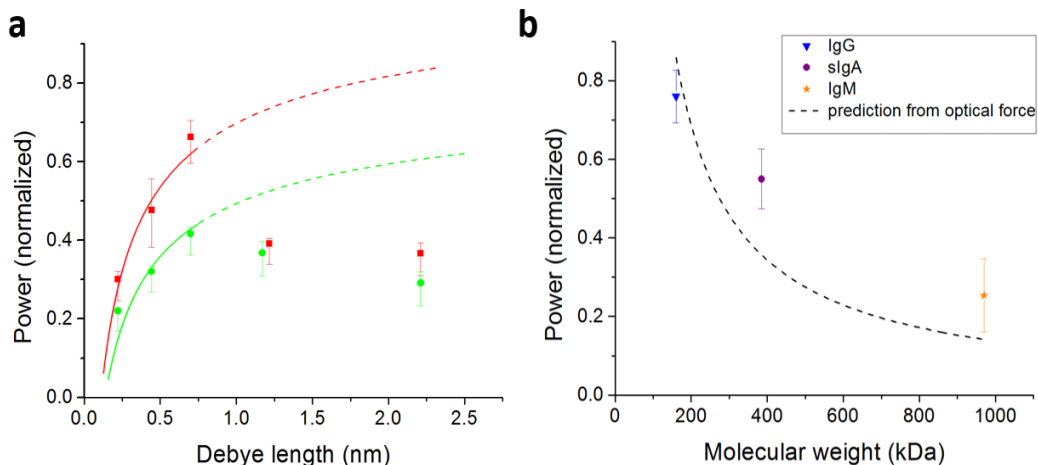 a
Power (normalized)
0.8
0.6
0.4
0.2
0.0
0.0 0.5 1.0 1.5 2.0 2.5
Debye length (nm)
b
Power (normalized)
0.8
0.6
0.4
0.2
0.0
0 200 400 600 800 1000
Molecular weight (kDa)
IgG
sIgA
IgM
prediction from optical force